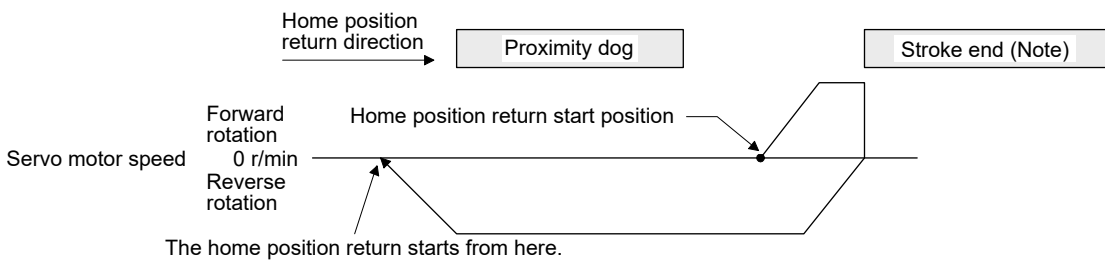 Home position
return direction
Proximity dog
Stroke end (Note)
Forward
rotation
Home position return start position
Servo motor speed
0 r/min
Reverse
rotation
The home position return starts from here.